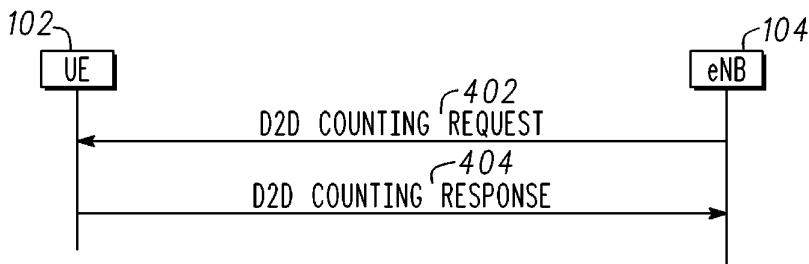 102
UE
104
eNB
402
D2D COUNTING REQUEST
404
D2D COUNTING RESPONSE